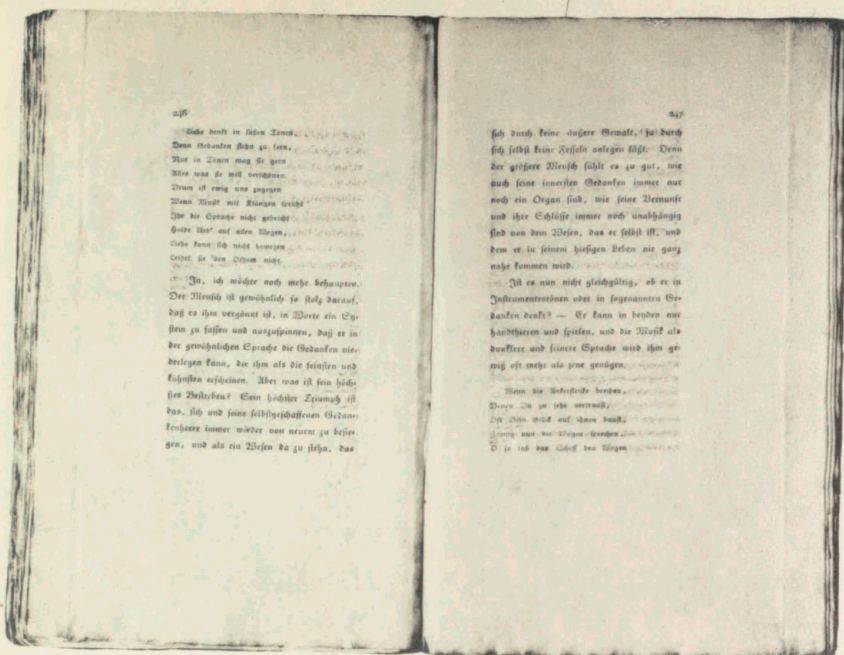 246
Liebe denkt in süßen Tönen,
Denn Gedanken stehn zu fern,
Nur in Tönen mag sie gern
Alles was sie will verschönen.
Drum ist ewig uns zugegen
Wenn Musik mit Klängen spricht
Ihr die Sprache nicht gebricht
Holde Lieb' auf allen Wegen,
Liebe kann sich nicht bewegen
Leihet sie den Othem nicht.
Ja, ich möchte noch mehr behaupten.
Der Mensch ist gewöhnlich so stolz darauf,
daß es ihm vergönnt ist, in Worte ein Sy-
stem zu fassen und auszuspinnen, daß er in
der gewöhnlichen Sprache die Gedanken nie-
derlegen kann, die ihm als die feinsten und
kühnsten erscheinen. Aber was ist sein höch-
stes Bestreben? Sein höchster Triumph ist
das, sich und seine selbstgeschaffenen Gedan-
kenheere immer wieder von neuem zu besie-
gen, und als ein Wesen da zu stehn, das
247
sich durch keine äußere Gewalt, ja durch
sich selbst keine Fesseln anlegen läßt. Denn
der größere Mensch fühlt es zu gut, wie
auch seine innersten Gedanken immer nur
noch ein Organ sind, wie seine Vernunft
und ihre Schlüsse immer noch unabhängig
sind von dem Wesen, das er selbst ist, und
dem er in seinem hiesigen Leben nie ganz
nahe kommen wird.
Ist es nun nicht gleichgültig, ob er in
Instrumentestönen oder in sogenannten Ge-
danken denkt? — Er kann in beyden nur
handthieren und spielen, und die Musik als
dunklere und feinere Sprache wird ihm ge-
wiß oft mehr als jene genügen.
Wenn die Ankerstricke brechen,
Denen Du zu sehr vertraust,
Oft Dein Glück auf ihnen baust,
Zornig nun die Wogen sprechen,
O so laß das Schiff den Wogen